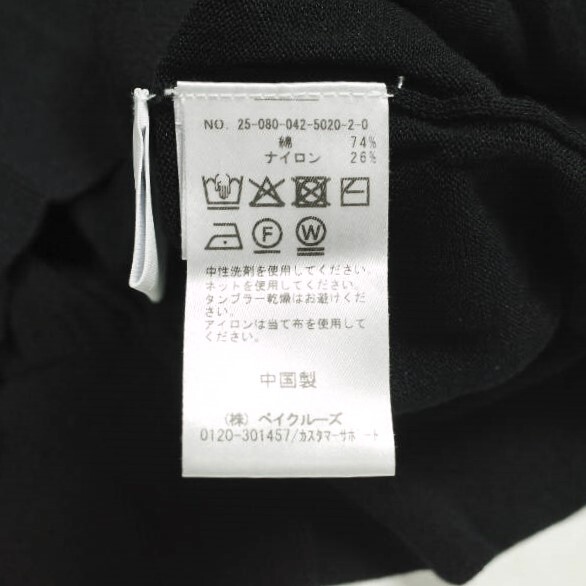 NO. 25-080-042-5020-2-0
綿 74%
ナイロン 26%
F W
中性洗剤を使用してください。
ネットを使用してください。
タンブラー乾燥はお避けくだ
さい。
アイロンは当て布を使用して
ください。
中国製
(株) ベイクルーズ
0120-301457/カスタマーサポート